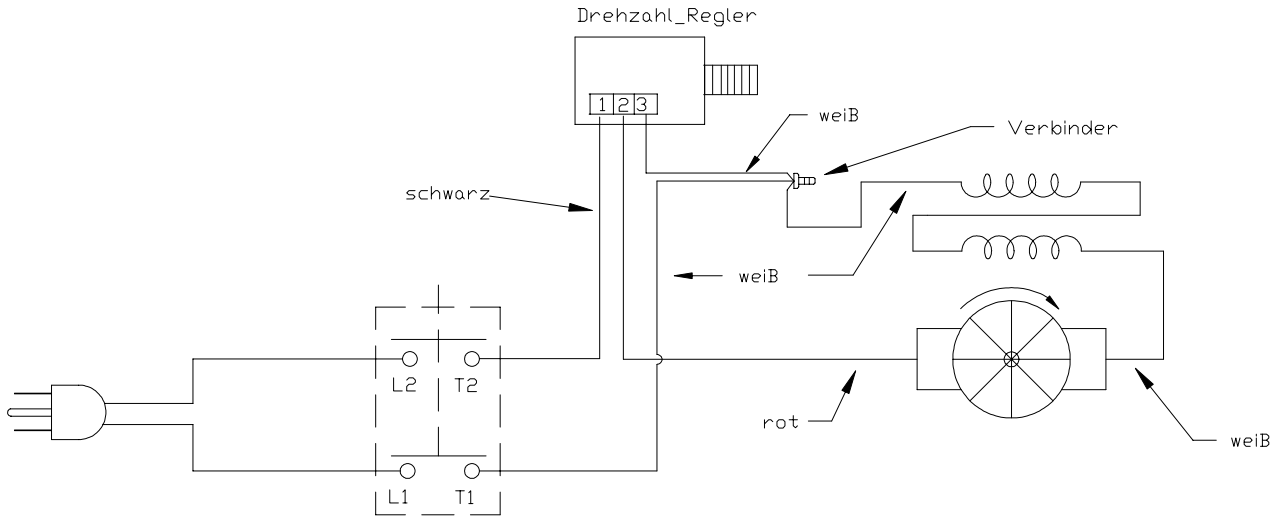 Drehzahl_Regler
1 2 3
weiB
Verbinder
schwarz
weiB
L2 T2
rot
weiB
L1 T1